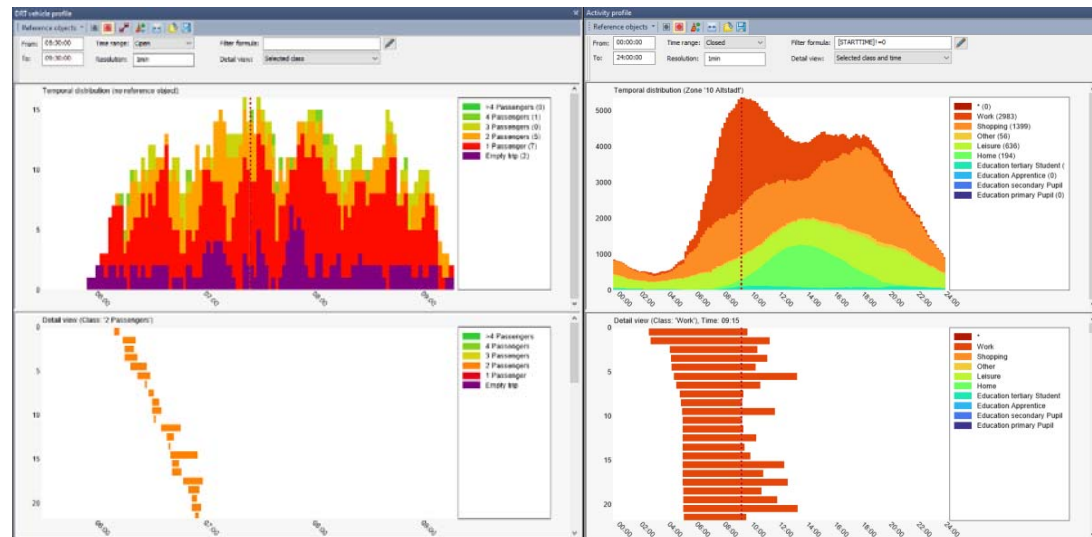 DRT vehicle profile
Reference objects
From: 05:30:00 Time range: Open Filter formula:
To: 09:30:00 Resolution: 1min Detail view: Selected class
Temporal distribution (no reference object)
15
10
5
0
06:00 07:00 08:00 09:00
>4 Passengers (0)
4 Passengers (1)
3 Passengers (0)
2 Passengers (5)
1 Passenger (7)
Empty trip (2)
Detail view (Class: '2 Passengers')
0
5
10
15
20
06:00 07:00 08:00 09:00
>4 Passengers
4 Passengers
3 Passengers
2 Passengers
1 Passenger
Empty trip
Activity profile
Reference objects
From: 00:00:00 Time range: Closed Filter formula: [STARTTIME]!=0
To: 24:00:00 Resolution: 1min Detail view: Selected class and time
Temporal distribution (Zone '10 Altstadt')
5000
4000
3000
2000
1000
0
00:00 02:00 04:00 06:00 08:00 10:00 12:00 14:00 16:00 18:00 20:00 22:00 24:00
* (0)
Work (2983)
Shopping (1399)
Other (56)
Leisure (636)
Home (194)
Education tertiary Student (
Education Apprentice (0)
Education secondary Pupil
Education primary Pupil (0)
Detail view (Class: 'Work'), Time: 09:15
0
5
10
15
20
00:00 02:00 04:00 06:00 08:00 10:00 12:00 14:00 16:00 18:00 20:00 22:00 24:00
*
Work
Shopping
Other
Leisure
Home
Education tertiary Student
Education Apprentice
Education secondary Pupil
Education primary Pupil